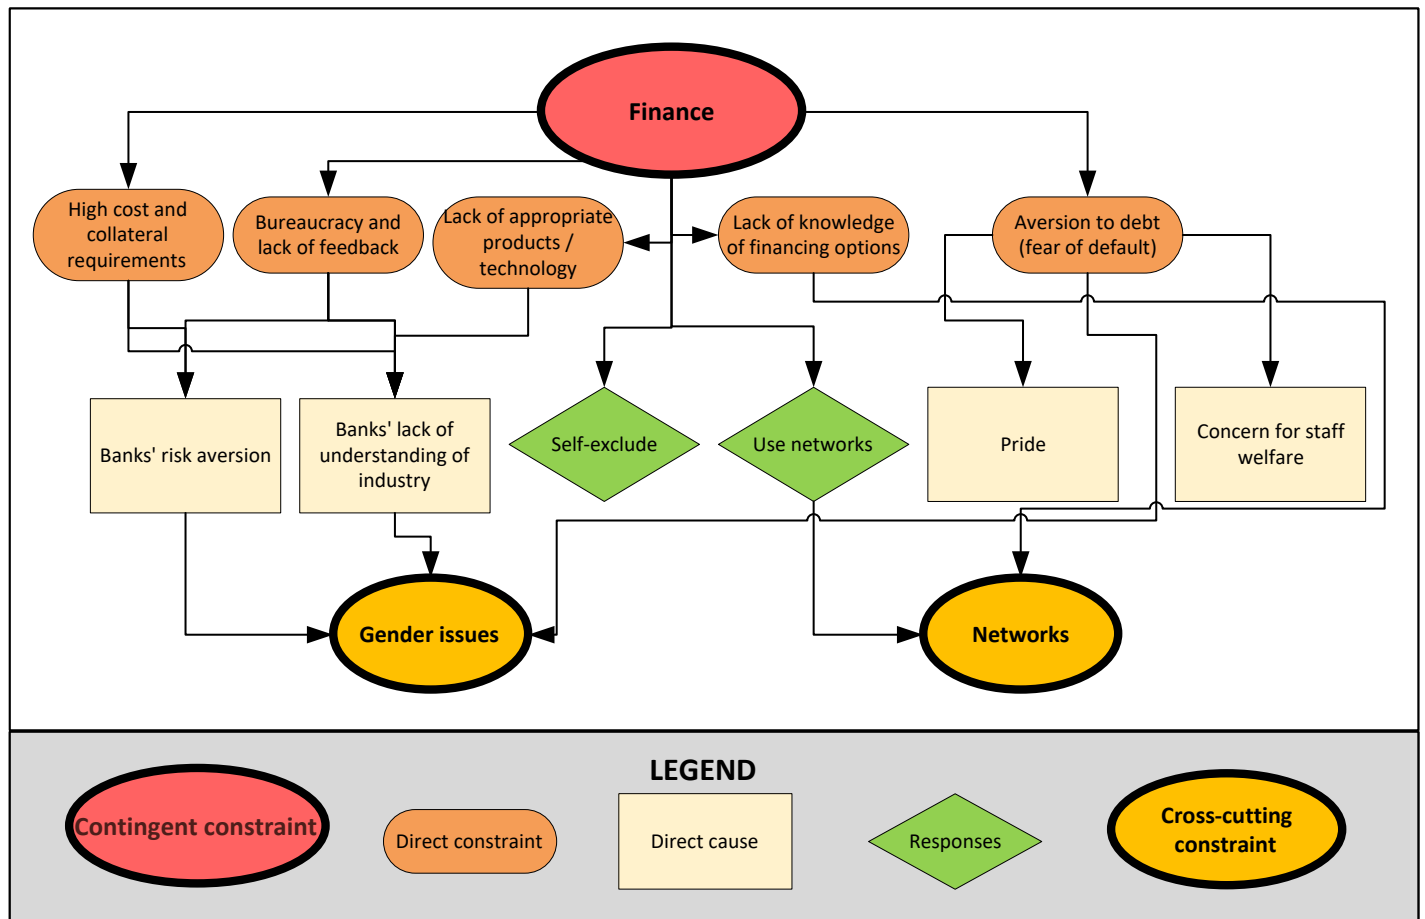 Finance
High cost and
collateral
requirements
Bureaucracy and
lack of feedback
Lack of appropriate
products /
technology
Lack of knowledge
of financing options
Aversion to debt
(fear of default)
Banks' risk aversion
Banks' lack of
understanding of
industry
Self-exclude
Use networks
Pride
Concern for staff
welfare
Gender issues
Networks
LEGEND
Contingent constraint
Direct constraint
Direct cause
Responses
Cross-cutting
constraint